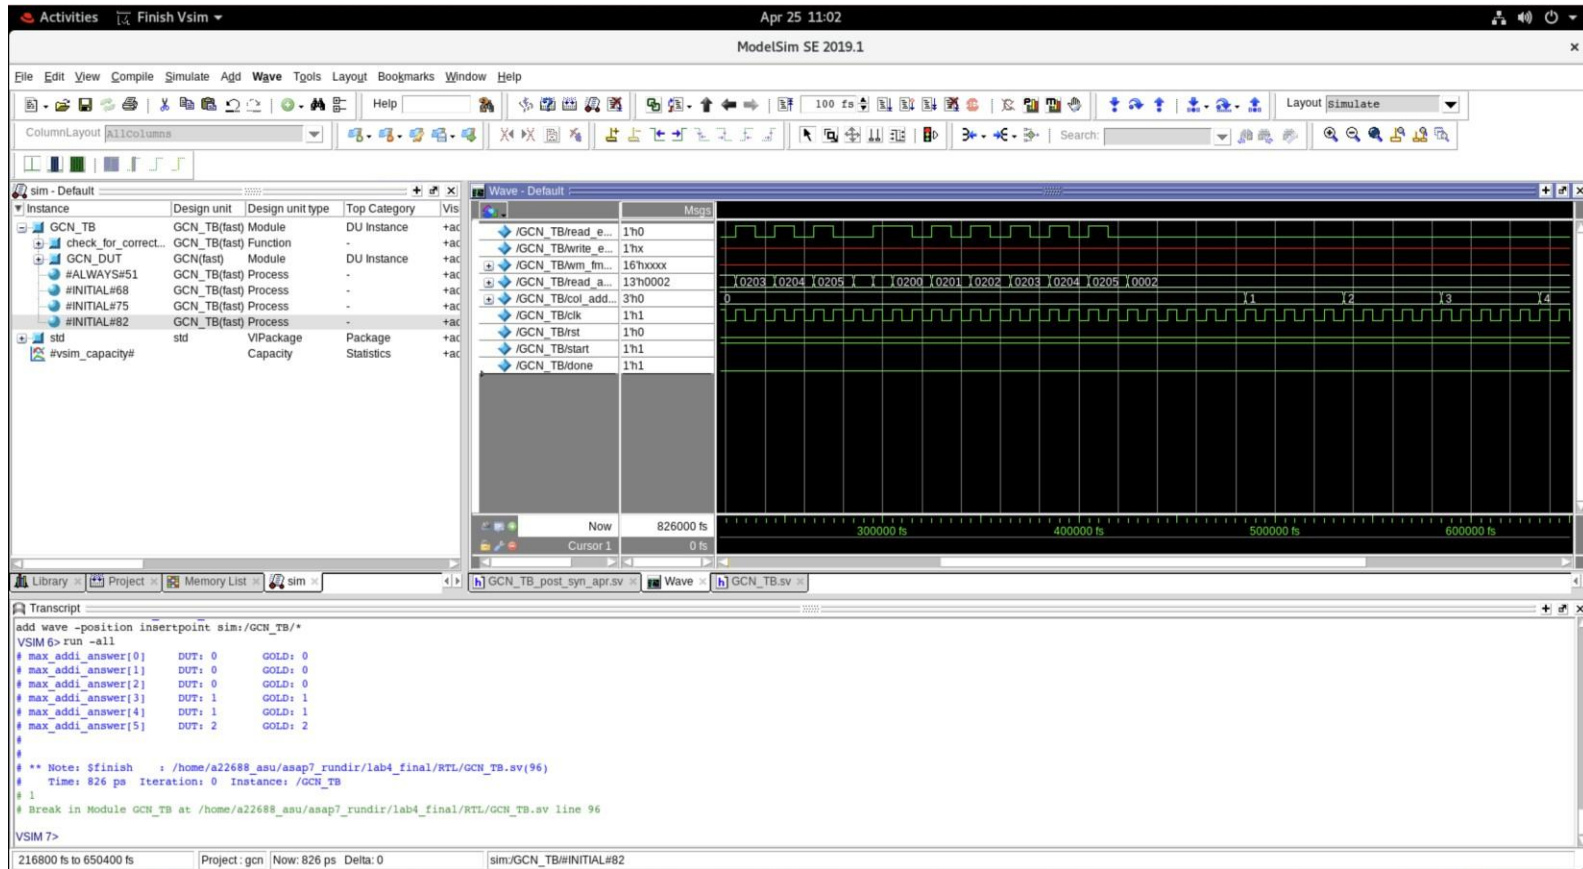 Activities Finish Vsim Apr 25 11:02
ModelSim SE 2019.1
File Edit View Compile Simulate Add Wave Tools Layout Bookmarks Window Help
Help 100 fs Layout Simulate
ColumnLayout AllColumns Search:
sim - Default
Instance Design unit Design unit type Top Category Vis
GCN_TB GCN_TB(fast) Module DU Instance +ac
check_for_correct... GCN_TB(fast) Function - +ac
GCN_DUT GCN(fast) Module DU Instance +ac
#ALWAYS#51 GCN_TB(fast) Process - +ac
#INITIAL#68 GCN_TB(fast) Process - +ac
#INITIAL#75 GCN_TB(fast) Process - +ac
#INITIAL#82 GCN_TB(fast) Process - +ac
std std VIPackage Package +ac
#vsim_capacity# Capacity Statistics +ac
Wave - Default
Msgs
/GCN_TB/read_e... 1'h0
/GCN_TB/write_e... 1'hx
/GCN_TB/wm_fm... 16'hxxxx
/GCN_TB/read_a... 13'h0002 0203 0204 0205 0200 0201 0202 0203 0204 0205 0002
/GCN_TB/col_add... 3'h0 0 1 2 3 4
/GCN_TB/clk 1'h1
/GCN_TB/rst 1'h0
/GCN_TB/start 1'h1
/GCN_TB/done 1'h1
Now 826000 fs 300000 fs 400000 fs 500000 fs 600000 fs
Cursor 1 0 fs
Library Project Memory List sim
GCN_TB_post_syn_apr.sv Wave GCN_TB.sv
Transcript
add wave -position insertpoint sim:/GCN_TB/*
VSIM 6> run -all
# max_addi_answer[0] DUT: 0 GOLD: 0
# max_addi_answer[1] DUT: 0 GOLD: 0
# max_addi_answer[2] DUT: 0 GOLD: 0
# max_addi_answer[3] DUT: 1 GOLD: 1
# max_addi_answer[4] DUT: 1 GOLD: 1
# max_addi_answer[5] DUT: 2 GOLD: 2
#
#
# ** Note: $finish : /home/a22688_asu/asap7_rundir/lab4_final/RTL/GCN_TB.sv(96)
# Time: 826 ps Iteration: 0 Instance: /GCN_TB
# 1
# Break in Module GCN_TB at /home/a22688_asu/asap7_rundir/lab4_final/RTL/GCN_TB.sv line 96
VSIM 7>
216800 fs to 650400 fs Project : gcn Now: 826 ps Delta: 0 sim:/GCN_TB/#INITIAL#82